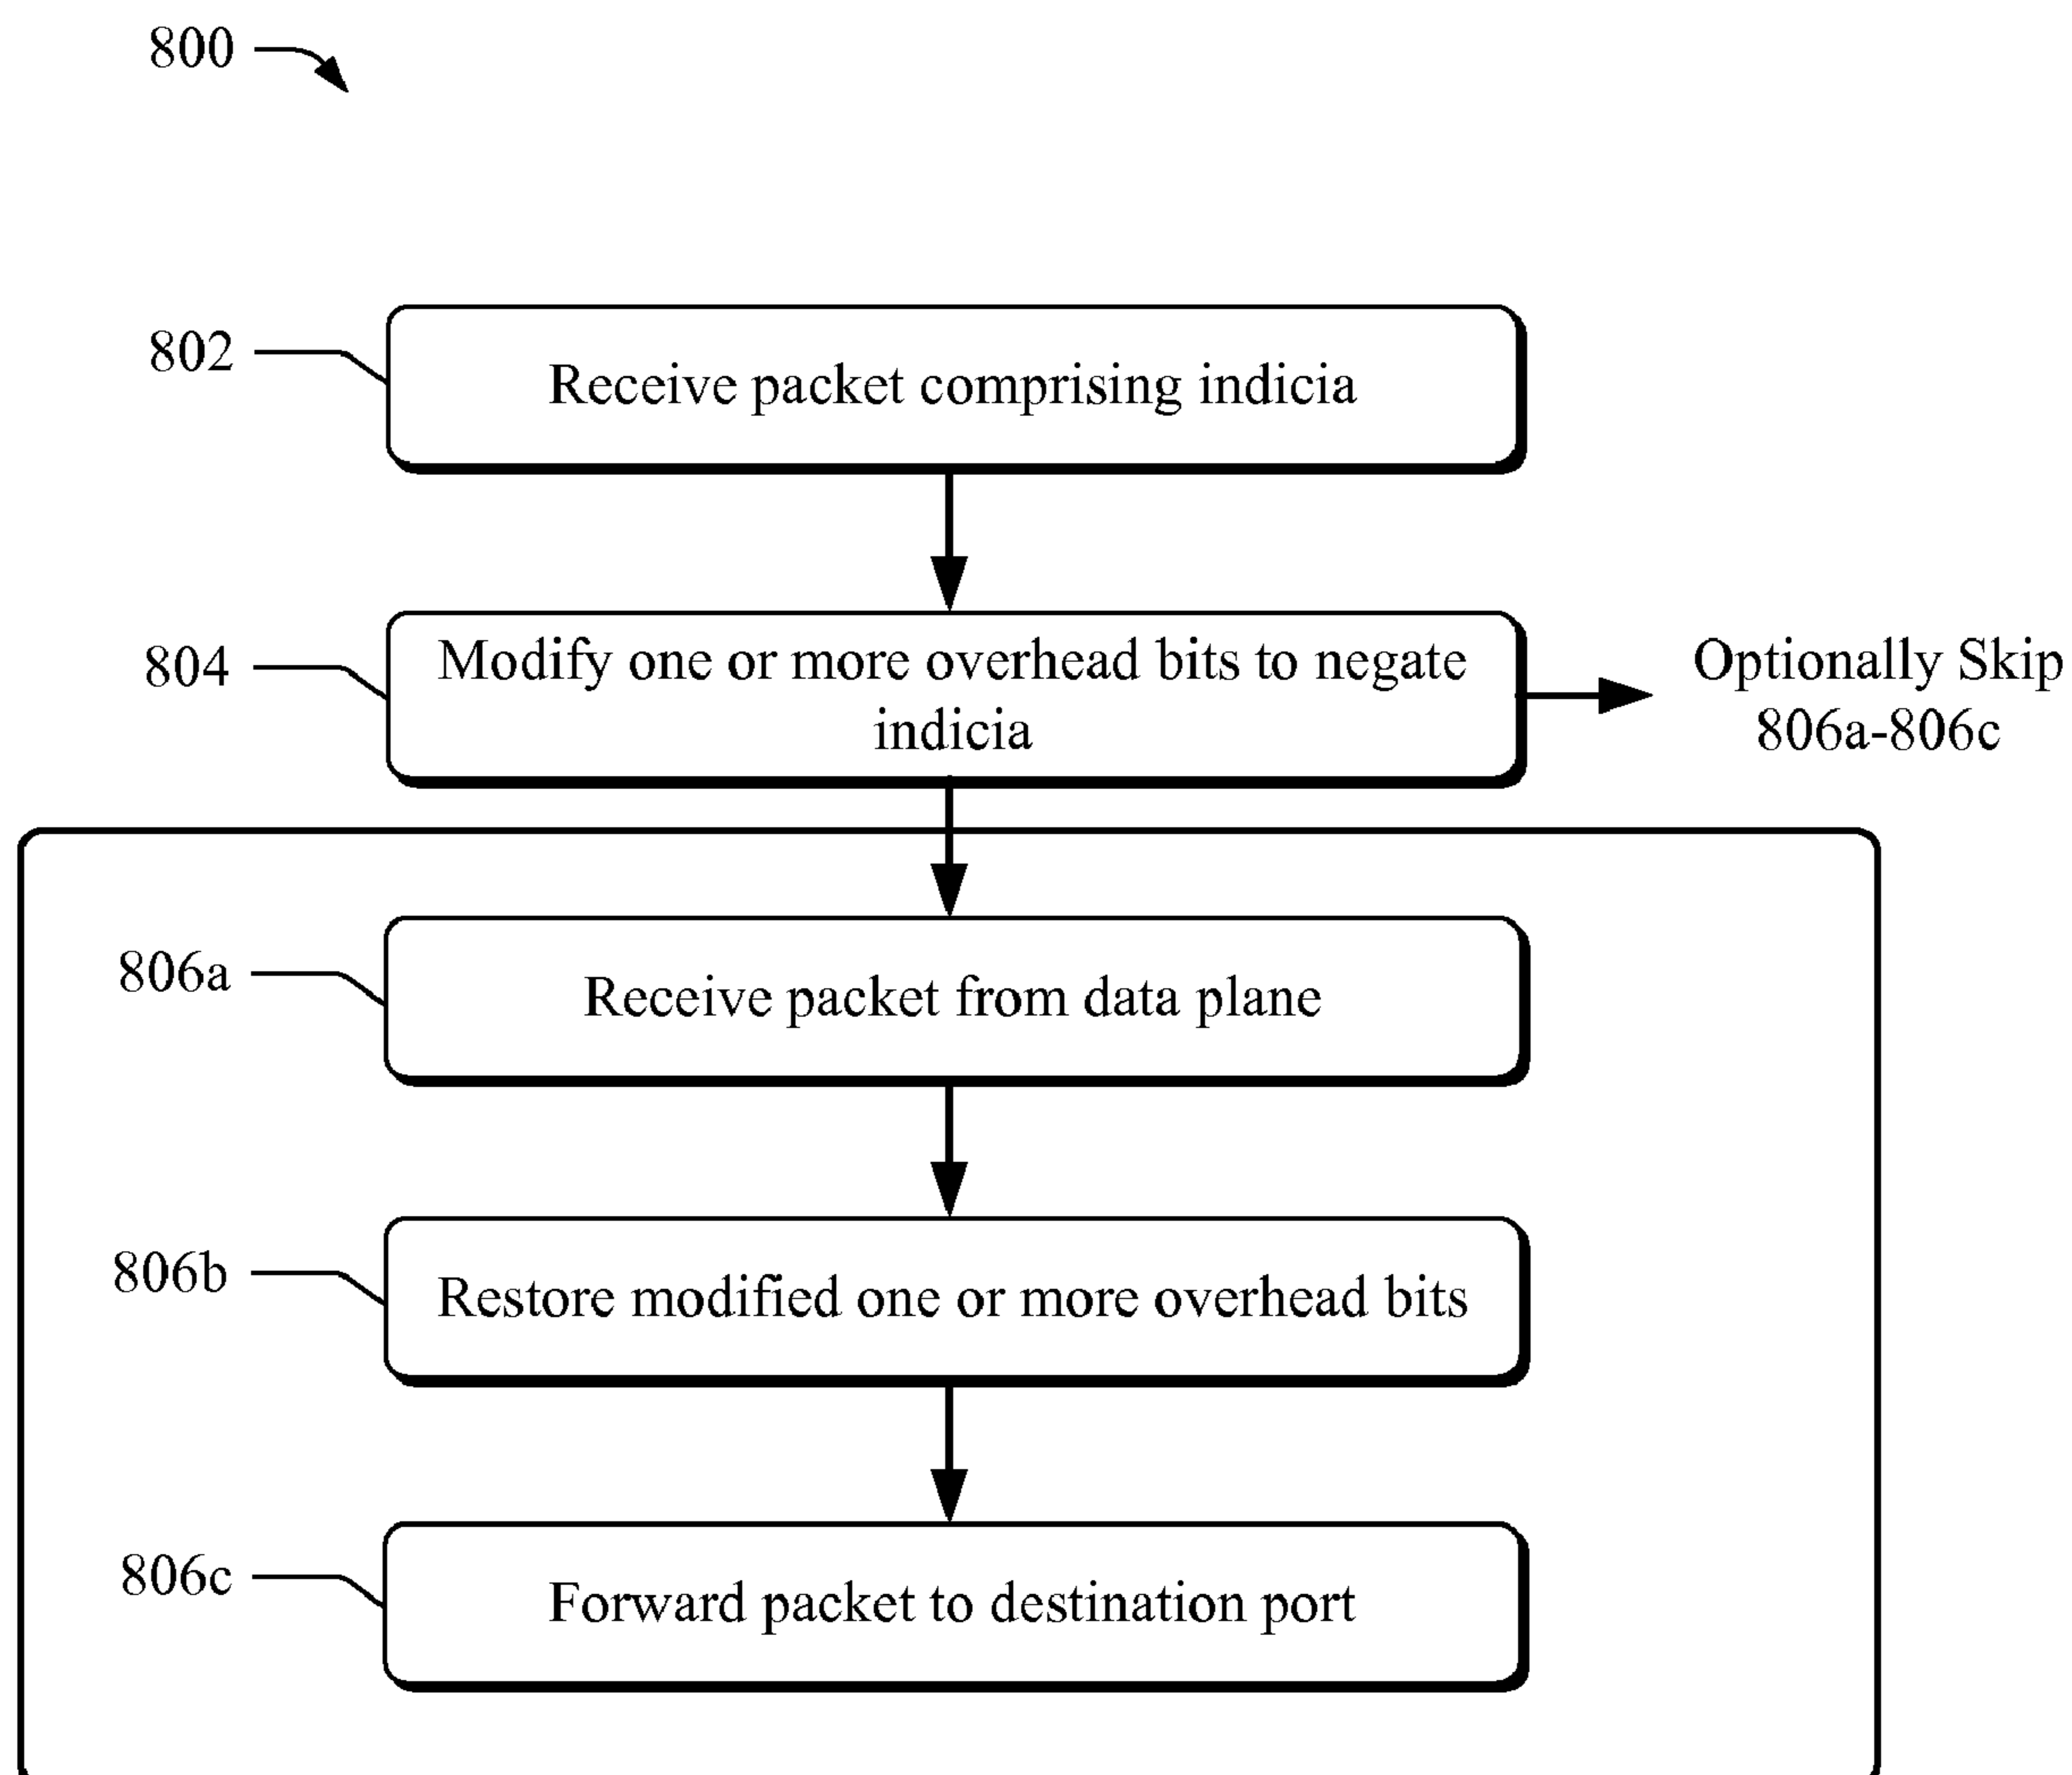 800
802
Receive packet comprising indicia
804
Modify one or more overhead bits to negate
indicia
Optionally Skip
806a-806c
806a
Receive packet from data plane
806b
Restore modified one or more overhead bits
806c
Forward packet to destination port